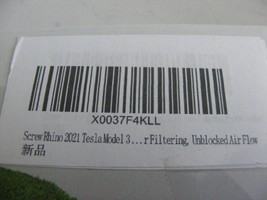 X0037F4KLL
ScrewRhino 2021 Tesla Model 3...r Filtering, Unblocked Air Flow
新品